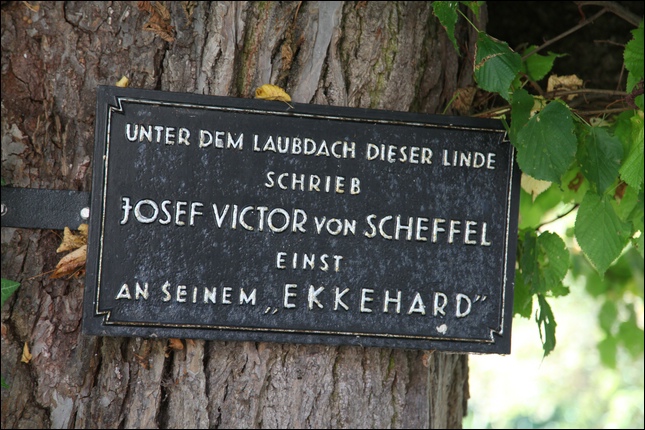 UNTER DEM LAUBDACH DIESER LINDE
SCHRIEB
JOSEF VICTOR VON SCHEFFEL
EINST
AN SEINEM „EKKEHARD”